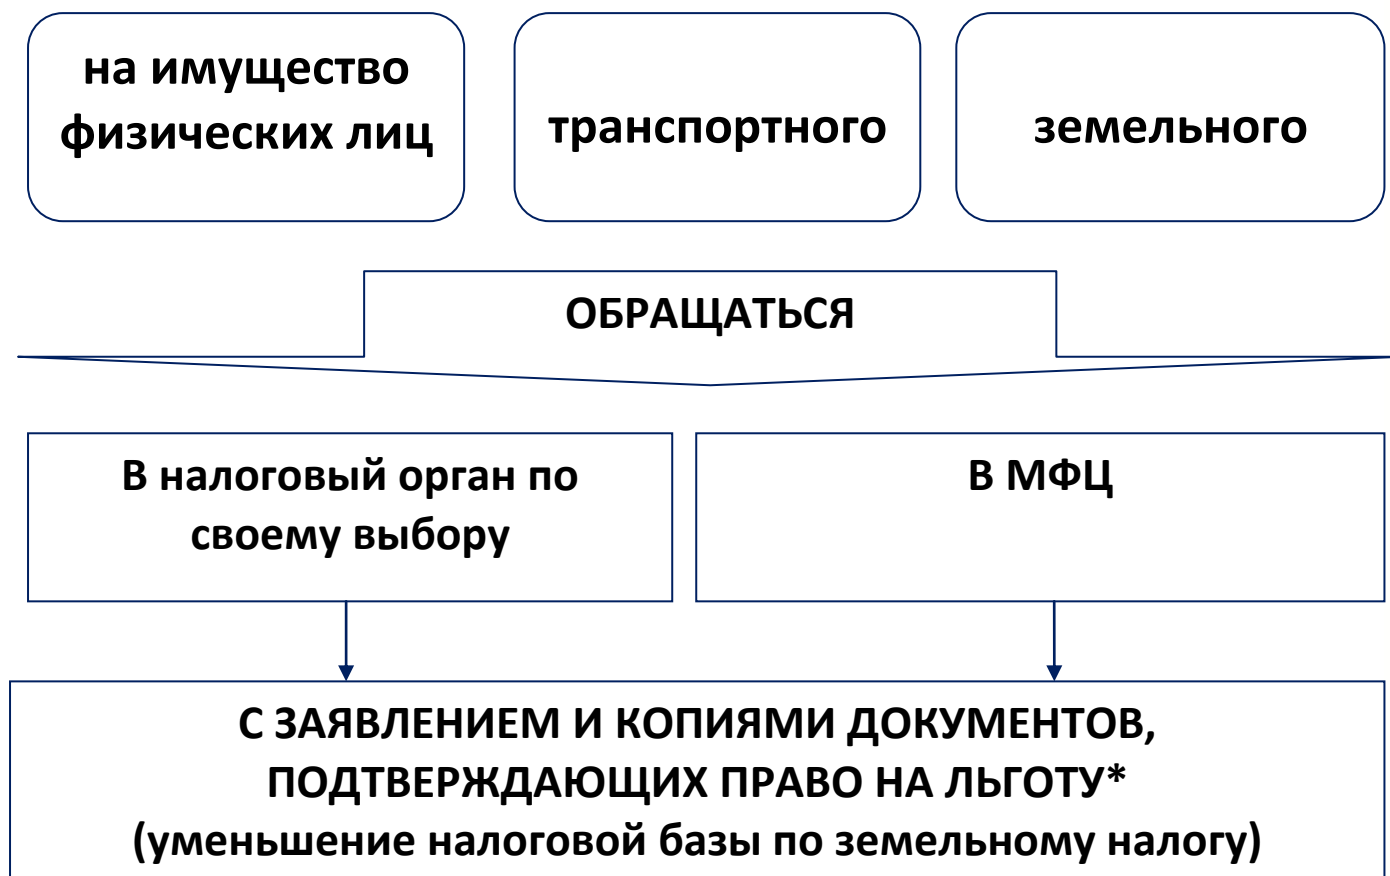 на имущество
физических лиц
транспортного
земельного
ОБРАЩАТЬСЯ
В налоговый орган по
своему выбору
В МФЦ
С ЗАЯВЛЕНИЕМ И КОПИЯМИ ДОКУМЕНТОВ,
ПОДТВЕРЖДАЮЩИХ ПРАВО НА ЛЬГОТУ*
(уменьшение налоговой базы по земельному налогу)